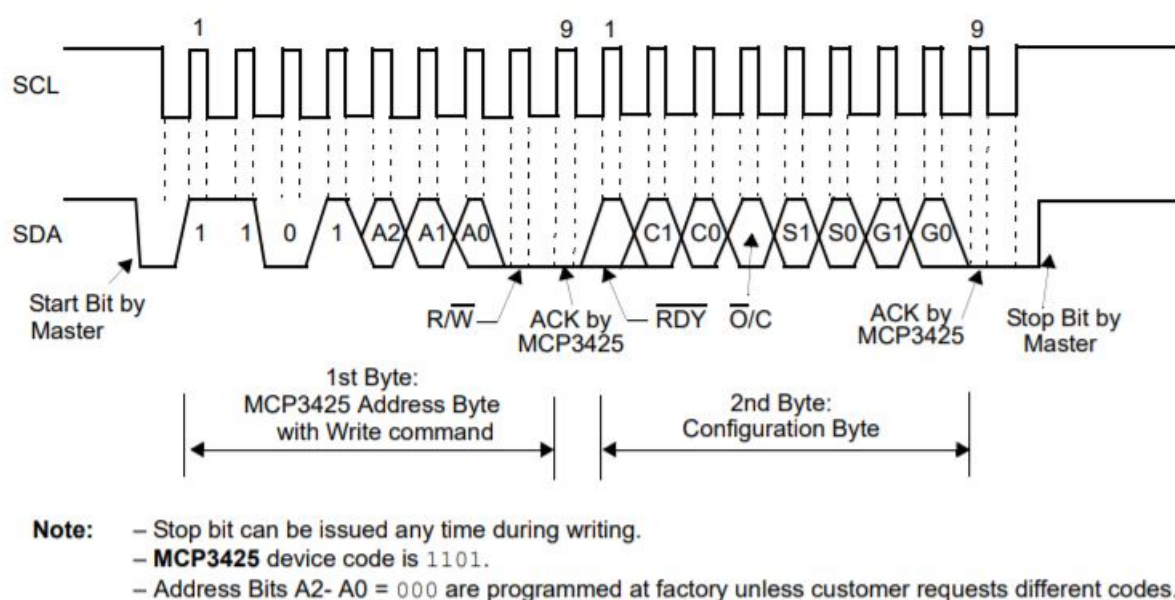 1 9 1 9
SCL
SDA
1 1 0 1 A2 A1 A0 C1 C0 S1 S0 G1 G0
Start Bit by
Master
R/W̅
ACK by
MCP3425
R̅D̅Y̅
O̅/C
ACK by
MCP3425
Stop Bit by
Master
1st Byte:
MCP3425 Address Byte
with Write command
2nd Byte:
Configuration Byte
Note: – Stop bit can be issued any time during writing.
– MCP3425 device code is 1101.
– Address Bits A2- A0 = 000 are programmed at factory unless customer requests different codes